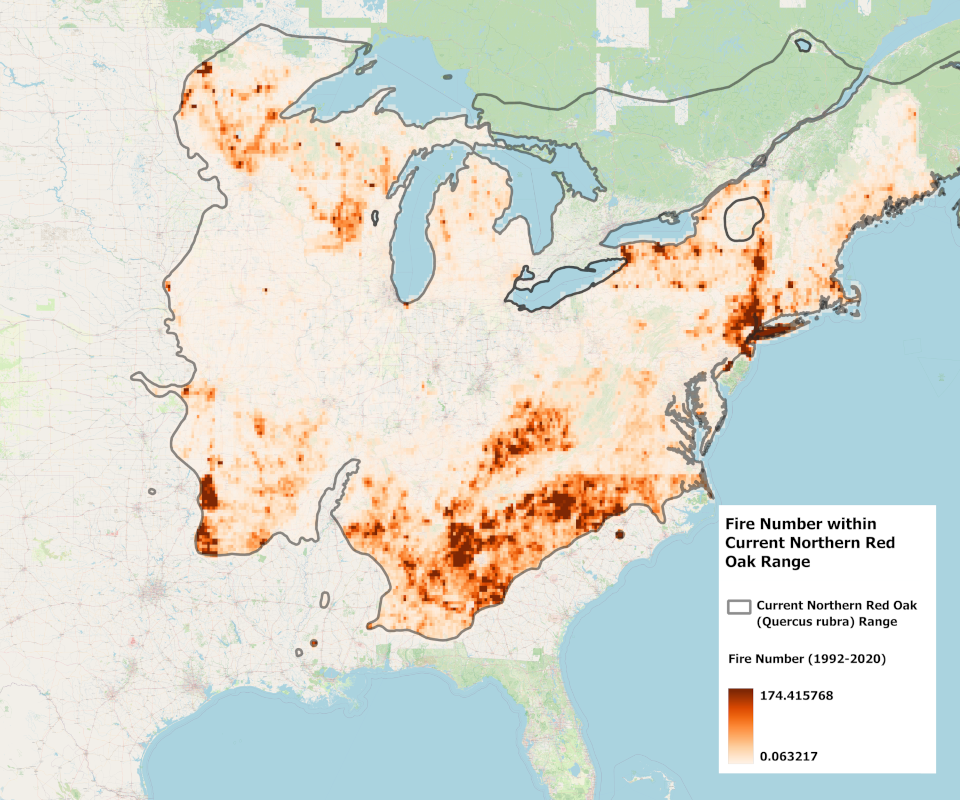 Fire Number within
Current Northern Red
Oak Range
Current Northern Red Oak
(Quercus rubra) Range
Fire Number (1992-2020)
174.415768
0.063217